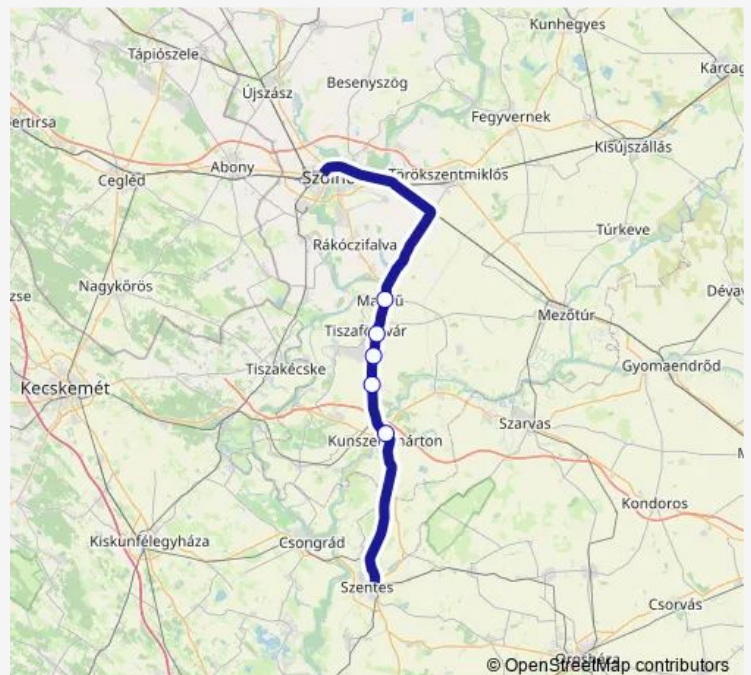 Kunhegyes
Tápiószele
Karcag
Besenyszög
Újszász
Fegyvernek
Kisújszállás
Abony
Törökszentmiklós
Cegléd
Túrkeve
Rákóczifalva
Nagykőrös
Mezőtúr
Tiszakécske
Gyomaendrőd
Kecskemét
Szarvas
Kondoros
Kiskunfélegyháza
Csongrád
Szentes
Csorvás
© OpenStreetMap contributors